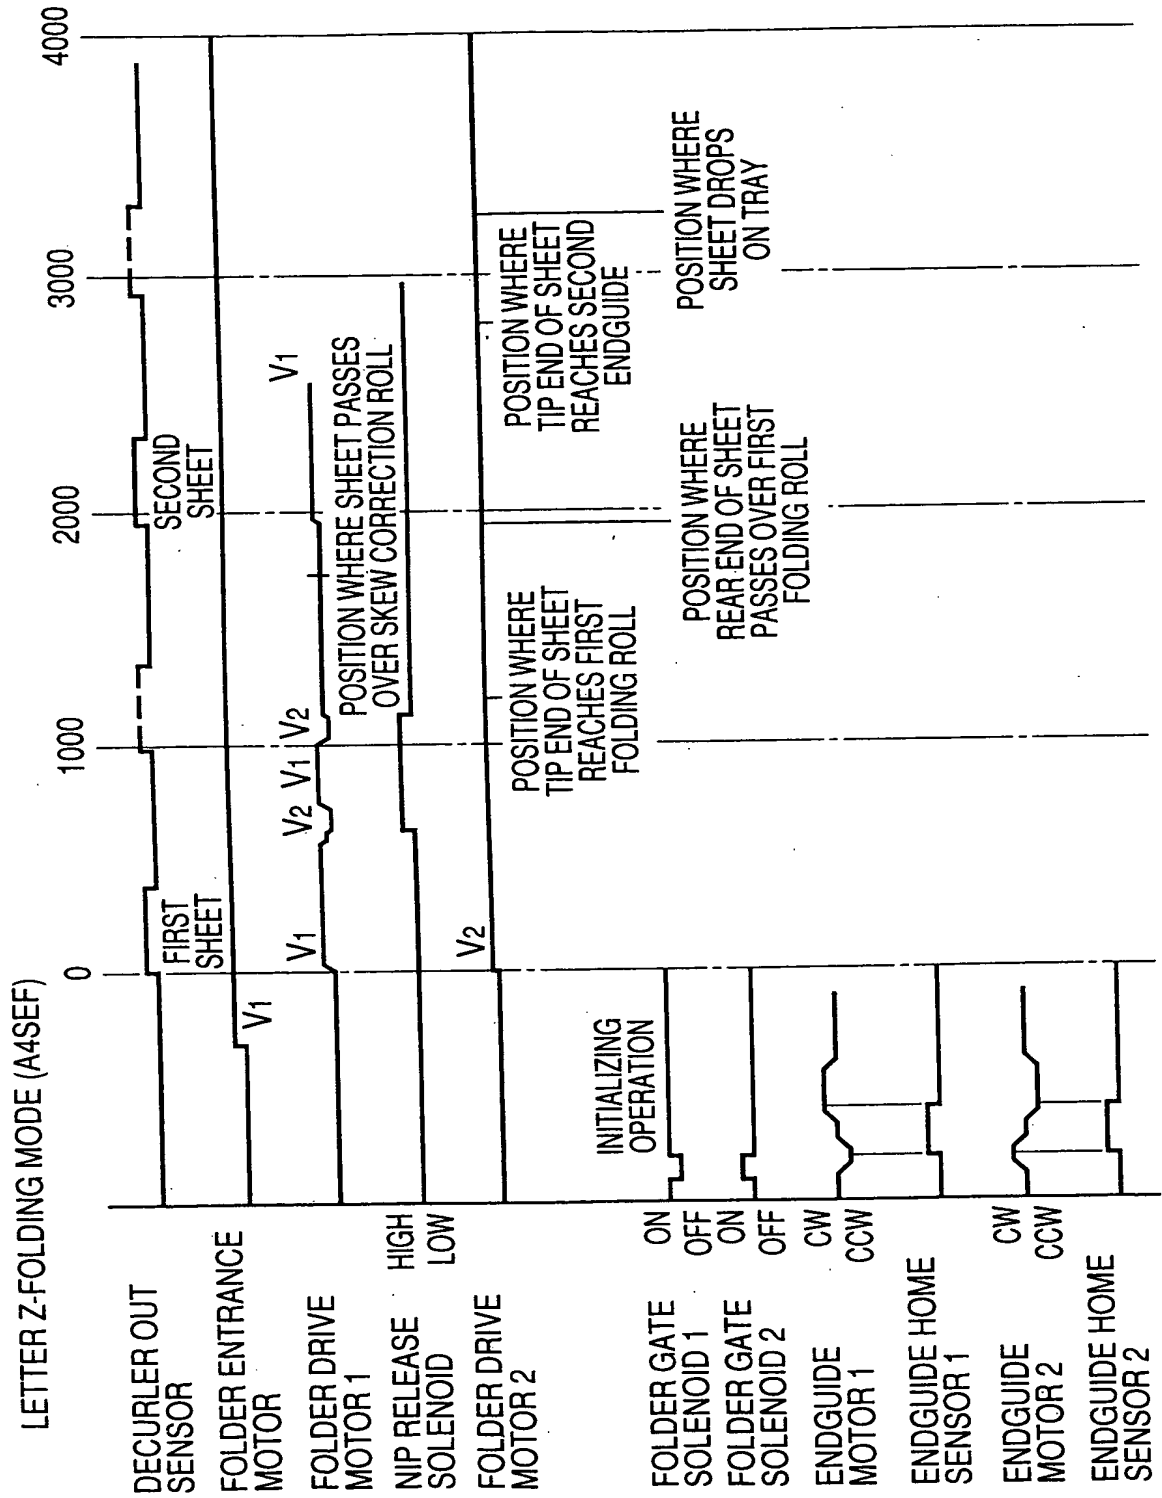 LETTER Z-FOLDING MODE (A4SEF)
0
1000
2000
3000
4000
DECURLER OUT
SENSOR
FIRST
SHEET
SECOND
SHEET
FOLDER ENTRANCE
MOTOR
V1
FOLDER DRIVE
MOTOR 1
V1
V2
V1
V2
V1
POSITION WHERE SHEET PASSES
OVER SKEW CORRECTION ROLL
NIP RELEASE
SOLENOID
HIGH
LOW
FOLDER DRIVE
MOTOR 2
V2
POSITION WHERE
TIP END OF SHEET
REACHES FIRST
FOLDING ROLL
POSITION WHERE
TIP END OF SHEET
REACHES SECOND
ENDGUIDE
INITIALIZING
OPERATION
POSITION WHERE
REAR END OF SHEET
PASSES OVER FIRST
FOLDING ROLL
POSITION WHERE
SHEET DROPS
ON TRAY
FOLDER GATE
SOLENOID 1
ON
OFF
FOLDER GATE
SOLENOID 2
ON
OFF
ENDGUIDE
MOTOR 1
CW
CCW
ENDGUIDE HOME
SENSOR 1
ENDGUIDE
MOTOR 2
CW
CCW
ENDGUIDE HOME
SENSOR 2